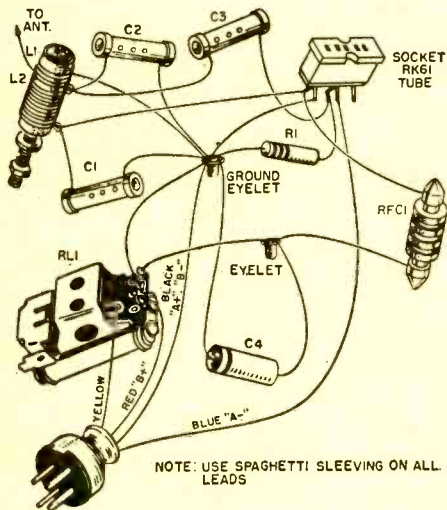 TO
ANT.
L1
L2
C2
C3
SOCKET
RK61
TUBE
C1
GROUND
EYELET
R1
RFC1
RL1
BLACK
"A+" "B-"
EYELET
C4
YELLOW
RED "B+"
BLUE "A-"
NOTE: USE SPAGHETTI SLEEVING ON ALL
LEADS